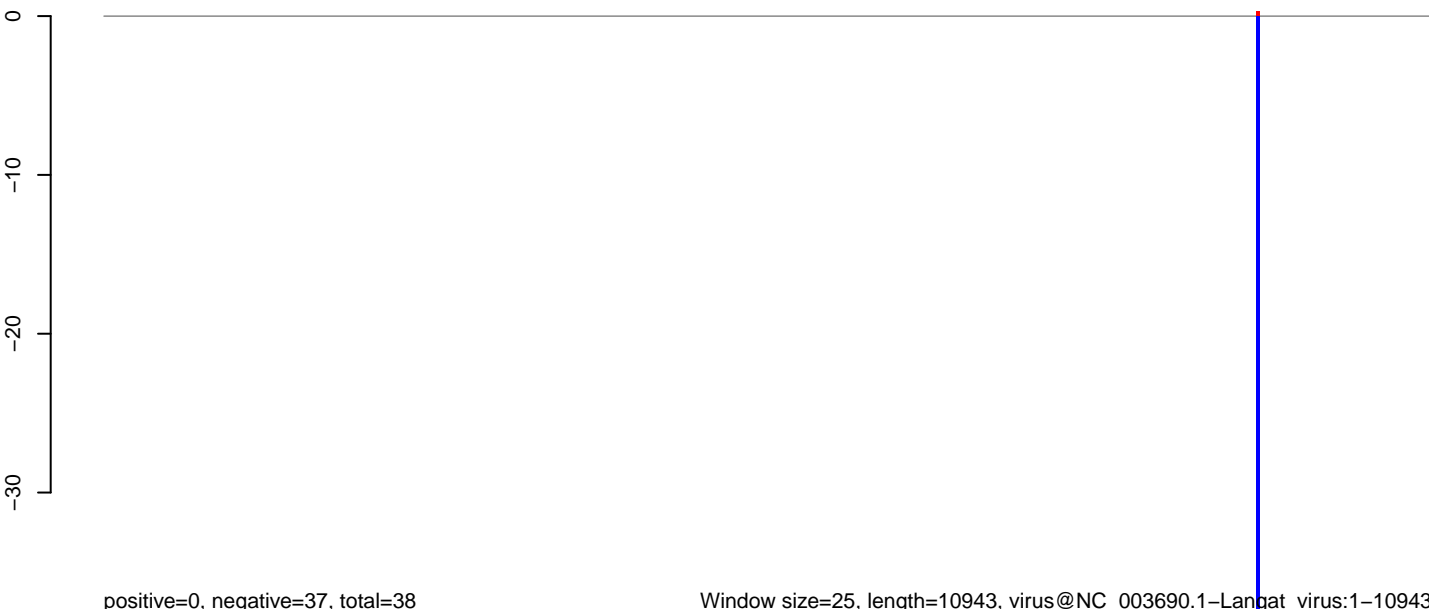 0
−10
−20
−30
positive=0, negative=37, total=38
Window size=25, length=10943, virus@NC_003690.1−Langat_virus:1−10943